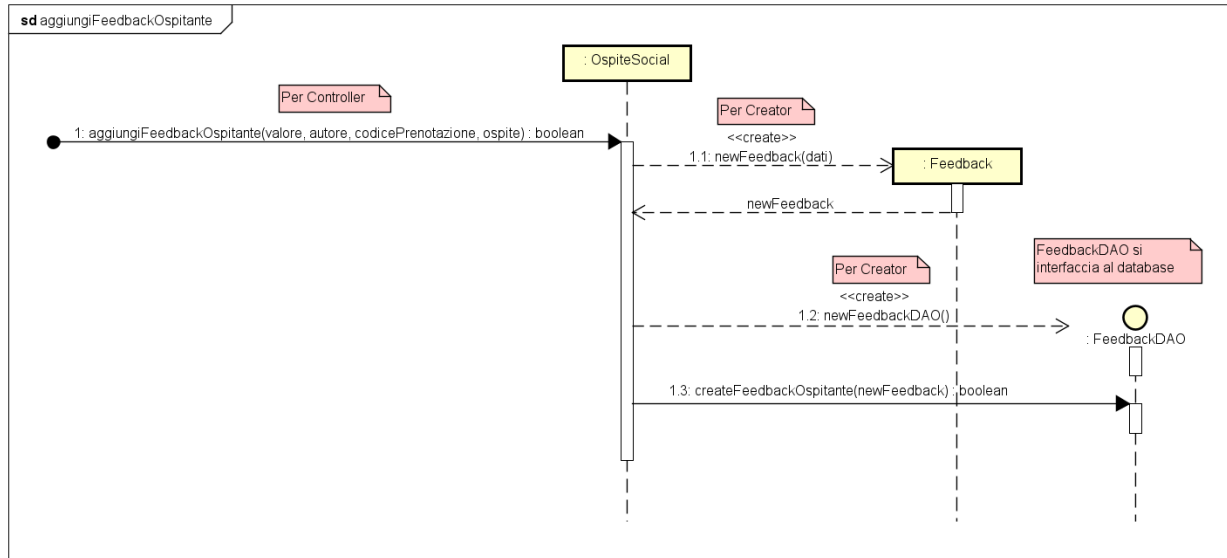 sd aggiungiFeedbackOspitante
: OspiteSocial
Per Controller
1: aggiungiFeedbackOspitante(valore, autore, codicePrenotazione, ospite) : boolean
Per Creator
<<create>>
1.1: newFeedback(dati)
: Feedback
newFeedback
FeedbackDAO si
interfaccia al database
Per Creator
<<create>>
1.2: newFeedbackDAO()
: FeedbackDAO
1.3: createFeedbackOspitante(newFeedback) : boolean